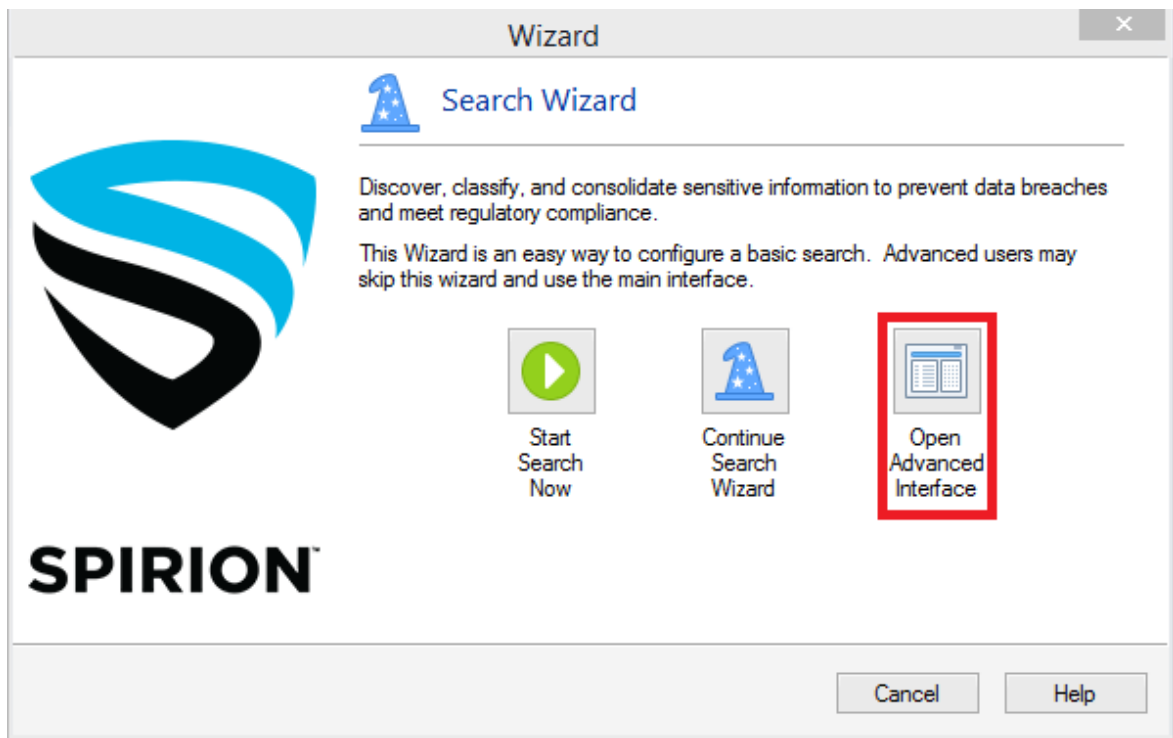 Wizard
Search Wizard
Discover, classify, and consolidate sensitive information to prevent data breaches
and meet regulatory compliance.
This Wizard is an easy way to configure a basic search.  Advanced users may
skip this wizard and use the main interface.
Start
Search
Now
Continue
Search
Wizard
Open
Advanced
Interface
SPIRION™
Cancel
Help